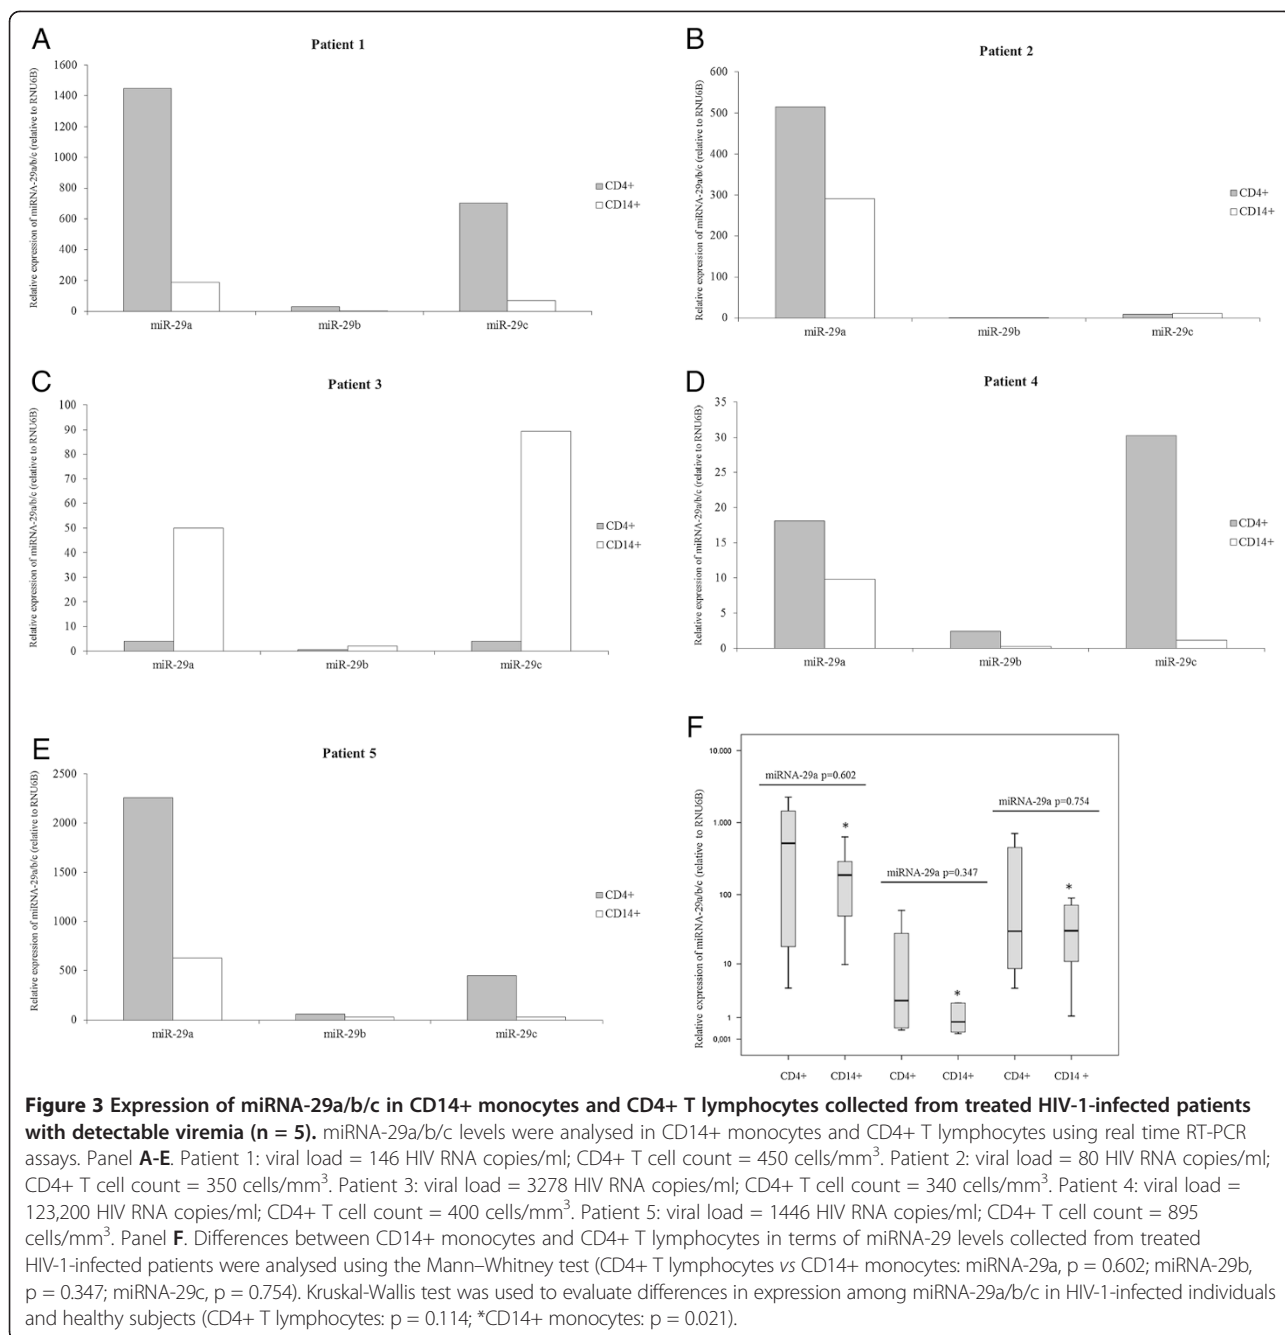 A
Patient 1
Relative expression of miRNA-29a/b/c (relative to RNU6B)
1600
1400
1200
1000
800
600
400
200
0
miR-29a
miR-29b
miR-29c
CD4+
CD14+
B
Patient 2
Relative expression of miRNA-29a/b/c (relative to RNU6B)
600
500
400
300
200
100
0
miR-29a
miR-29b
miR-29c
CD4+
CD14+
C
Patient 3
Relative expression of miRNA-29a/b/c (relative to RNU6B)
100
90
80
70
60
50
40
30
20
10
0
miR-29a
miR-29b
miR-29c
CD4+
CD14+
D
Patient 4
Relative expression of miRNA-29a/b/c (relative to RNU6B)
35
30
25
20
15
10
5
0
miR-29a
miR-29b
miR-29c
CD4+
CD14+
E
Patient 5
Relative expression of miRNA-29a/b/c (relative to RNU6B)
2500
2000
1500
1000
500
0
miR-29a
miR-29b
miR-29c
CD4+
CD14+
F
Relative expression of miRNA-29a/b/c (relative to RNU6B)
10.000
1.000
100
10
1
0,001
miRNA-29a p=0.602
*
miRNA-29a p=0.347
*
miRNA-29a p=0.754
*
CD4+ CD14+ CD4+ CD14+ CD4+ CD14 +
Figure 3 Expression of miRNA-29a/b/c in CD14+ monocytes and CD4+ T lymphocytes collected from treated HIV-1-infected patients
with detectable viremia (n = 5). miRNA-29a/b/c levels were analysed in CD14+ monocytes and CD4+ T lymphocytes using real time RT-PCR
assays. Panel A-E. Patient 1: viral load = 146 HIV RNA copies/ml; CD4+ T cell count = 450 cells/mm³. Patient 2: viral load = 80 HIV RNA copies/ml;
CD4+ T cell count = 350 cells/mm³. Patient 3: viral load = 3278 HIV RNA copies/ml; CD4+ T cell count = 340 cells/mm³. Patient 4: viral load =
123,200 HIV RNA copies/ml; CD4+ T cell count = 400 cells/mm³. Patient 5: viral load = 1446 HIV RNA copies/ml; CD4+ T cell count = 895
cells/mm³. Panel F. Differences between CD14+ monocytes and CD4+ T lymphocytes in terms of miRNA-29 levels collected from treated
HIV-1-infected patients were analysed using the Mann–Whitney test (CD4+ T lymphocytes vs CD14+ monocytes: miRNA-29a, p = 0.602; miRNA-29b,
p = 0.347; miRNA-29c, p = 0.754). Kruskal-Wallis test was used to evaluate differences in expression among miRNA-29a/b/c in HIV-1-infected individuals
and healthy subjects (CD4+ T lymphocytes: p = 0.114; *CD14+ monocytes: p = 0.021).